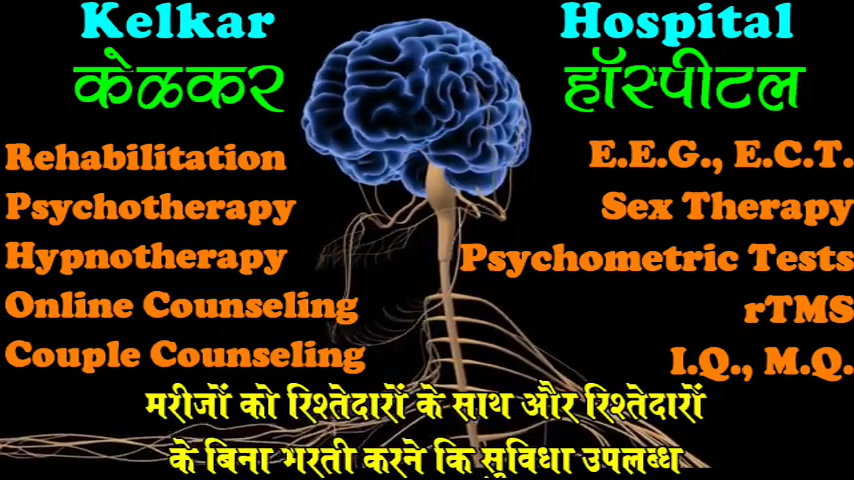 Kelkar Hospital
केळकर हॉस्पीटल
Rehabilitation
Psychotherapy
Hypnotherapy
Online Counseling
Couple Counseling
E.E.G., E.C.T.
Sex Therapy
Psychometric Tests
rTMS
I.Q., M.Q.
मरीजों को रिश्तेदारों के साथ और रिश्तेदारों
के बिना भरती करने कि सुविधा उपलब्ध